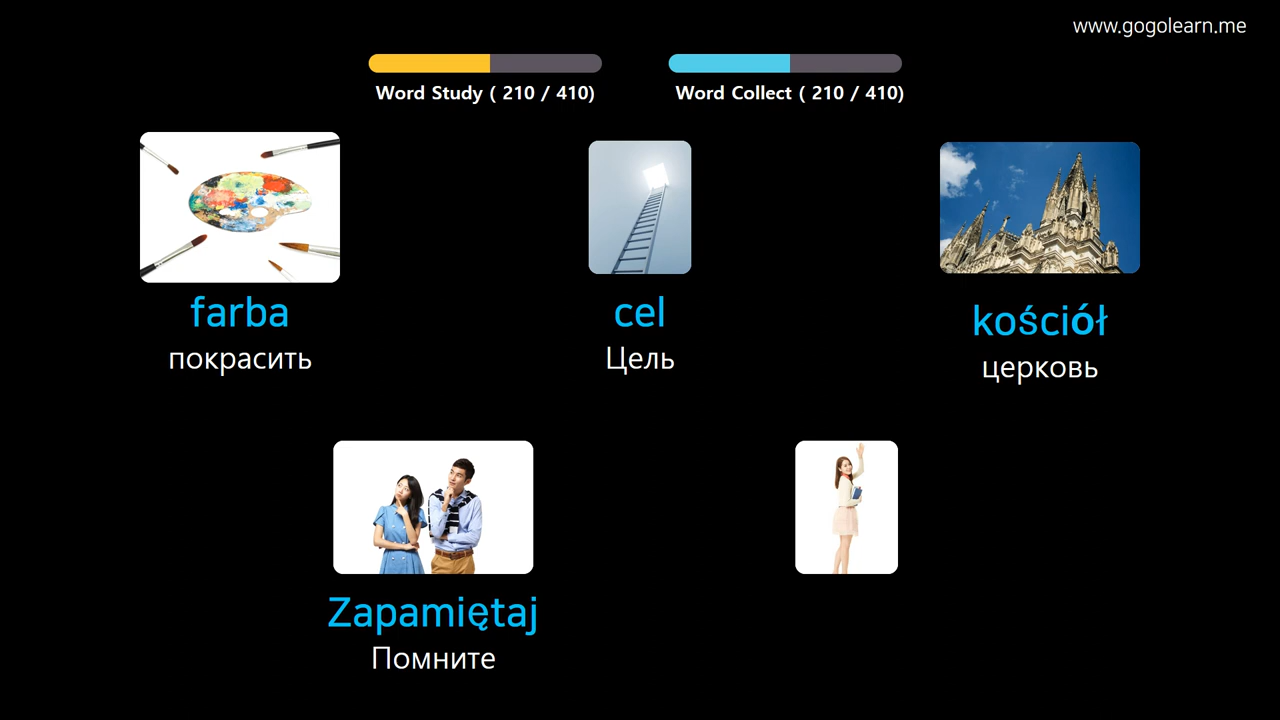 www.gogolearn.me
Word Study ( 210 / 410)
Word Collect ( 210 / 410)
farba
покрасить
cel
Цель
kościół
церковь
Zapamiętaj
Помните